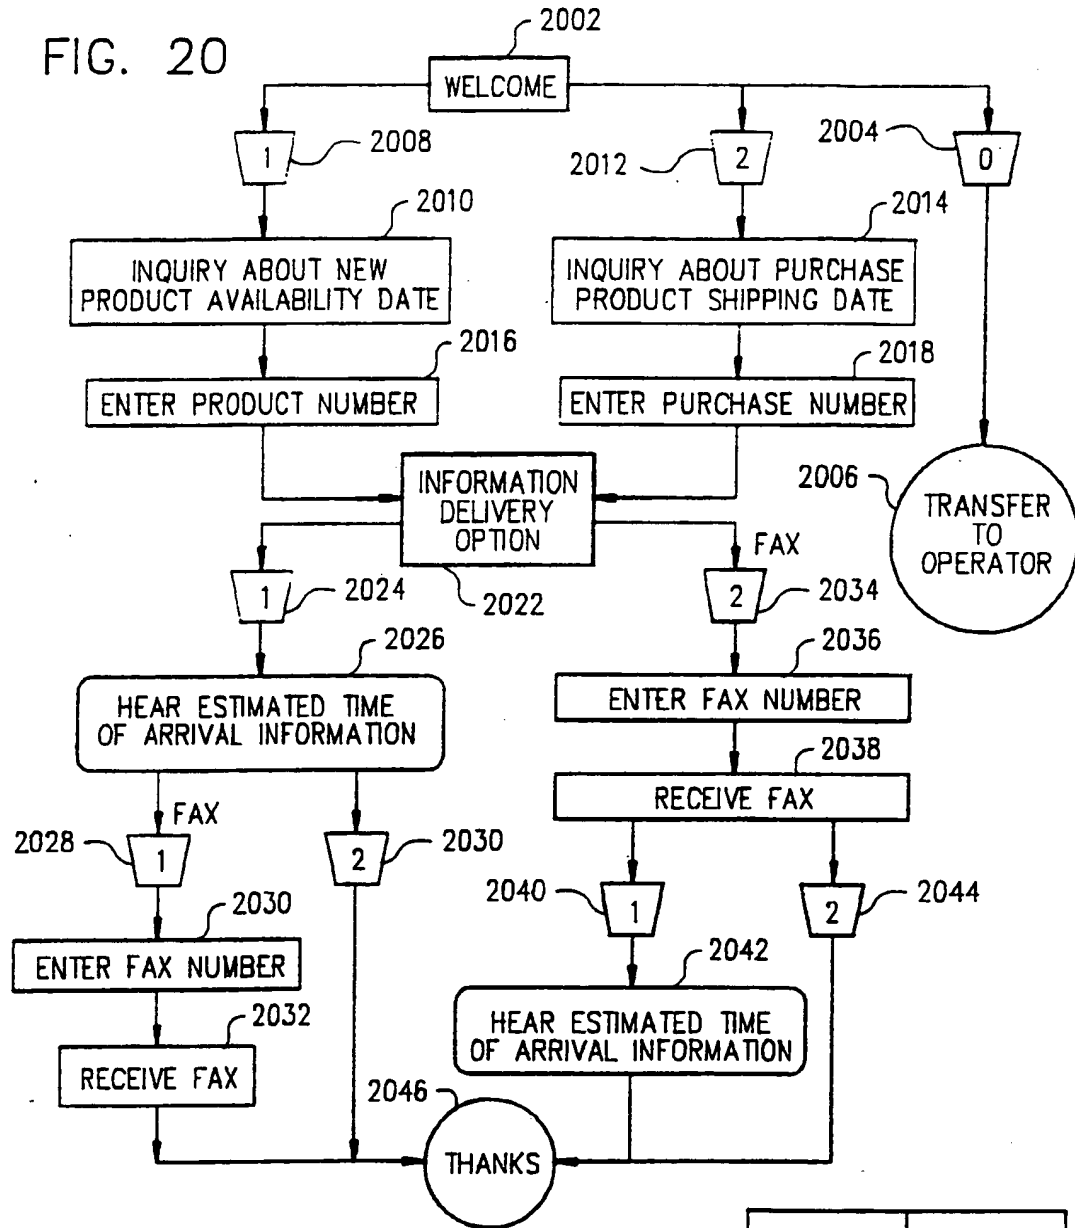 FIG. 20
2002
WELCOME
1
2008
2012
2
2004
0
2010
INQUIRY ABOUT NEW
PRODUCT AVAILABILITY DATE
2014
INQUIRY ABOUT PURCHASE
PRODUCT SHIPPING DATE
2016
ENTER PRODUCT NUMBER
2018
ENTER PURCHASE NUMBER
INFORMATION
DELIVERY
OPTION
2022
2006
TRANSFER
TO
OPERATOR
1
2024
FAX
2
2034
2026
HEAR ESTIMATED TIME
OF ARRIVAL INFORMATION
2036
ENTER FAX NUMBER
2038
RECEIVE FAX
FAX
2028
1
2
2030
2040
1
2
2044
2030
ENTER FAX NUMBER
2042
HEAR ESTIMATED TIME
OF ARRIVAL INFORMATION
2032
RECEIVE FAX
2046
THANKS